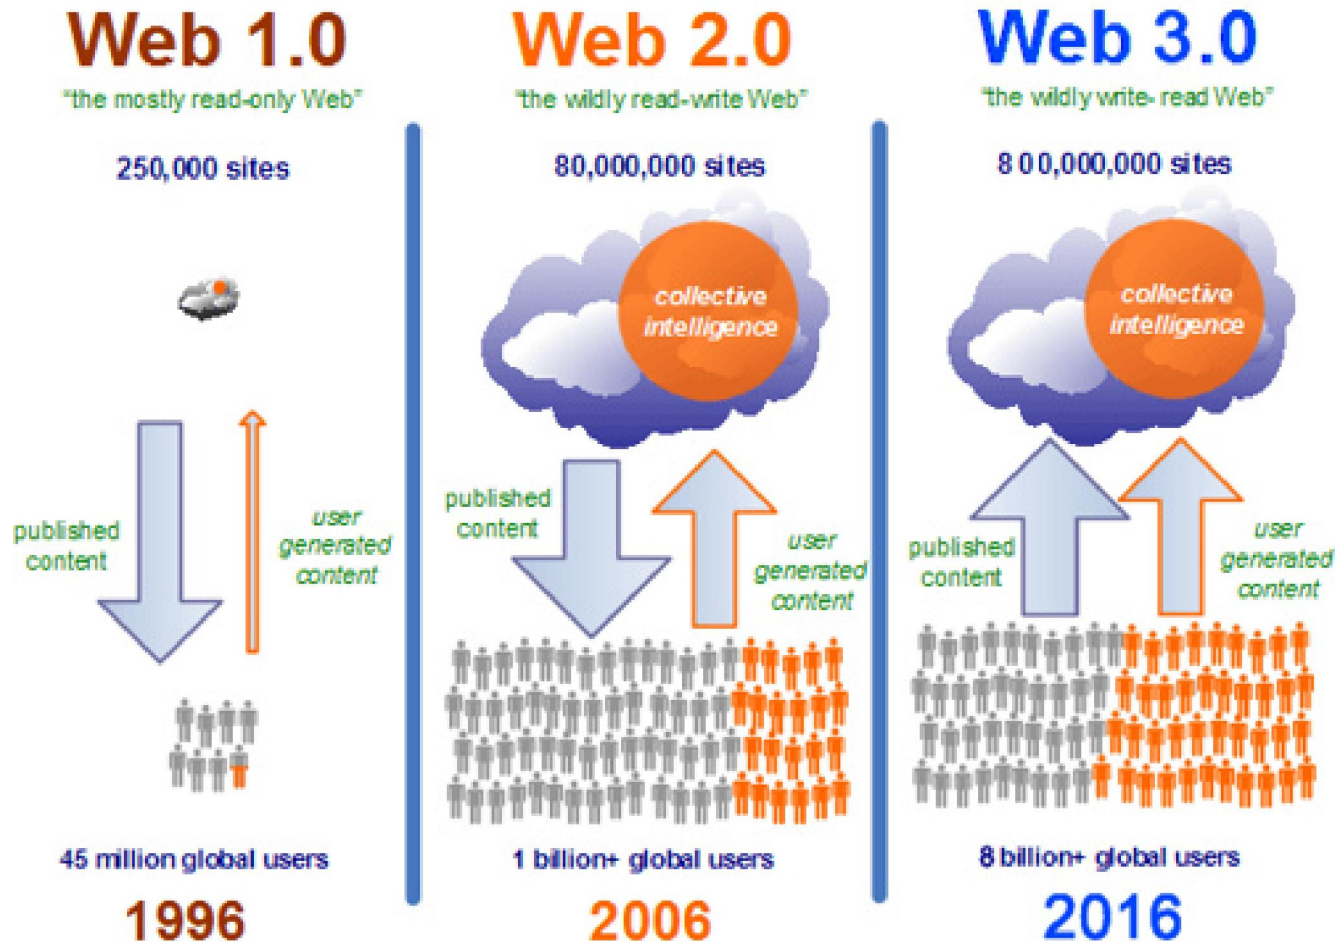 Web 1.0
"the mostly read-only Web"
250,000 sites
published
content
user
generated
content
45 million global users
1996
Web 2.0
"the wildly read-write Web"
80,000,000 sites
collective
intelligence
published
content
user
generated
content
1 billion+ global users
2006
Web 3.0
"the wildly write- read Web"
8 00,000,000 sites
collective
intelligence
published
content
user
generated
content
8 billion+ global users
2016